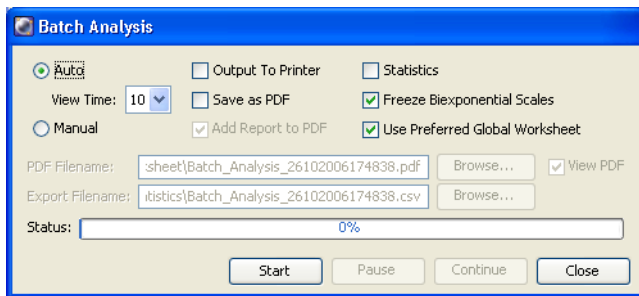 Batch Analysis
Auto Output To Printer Statistics
View Time: 10 Save as PDF Freeze Biexponential Scales
Manual Add Report to PDF Use Preferred Global Worksheet
PDF Filename: :sheet\Batch_Analysis_26102006174838.pdf Browse... View PDF
Export Filename: itistics\Batch_Analysis_26102006174838.csv Browse...
Status: 0%
Start Pause Continue Close